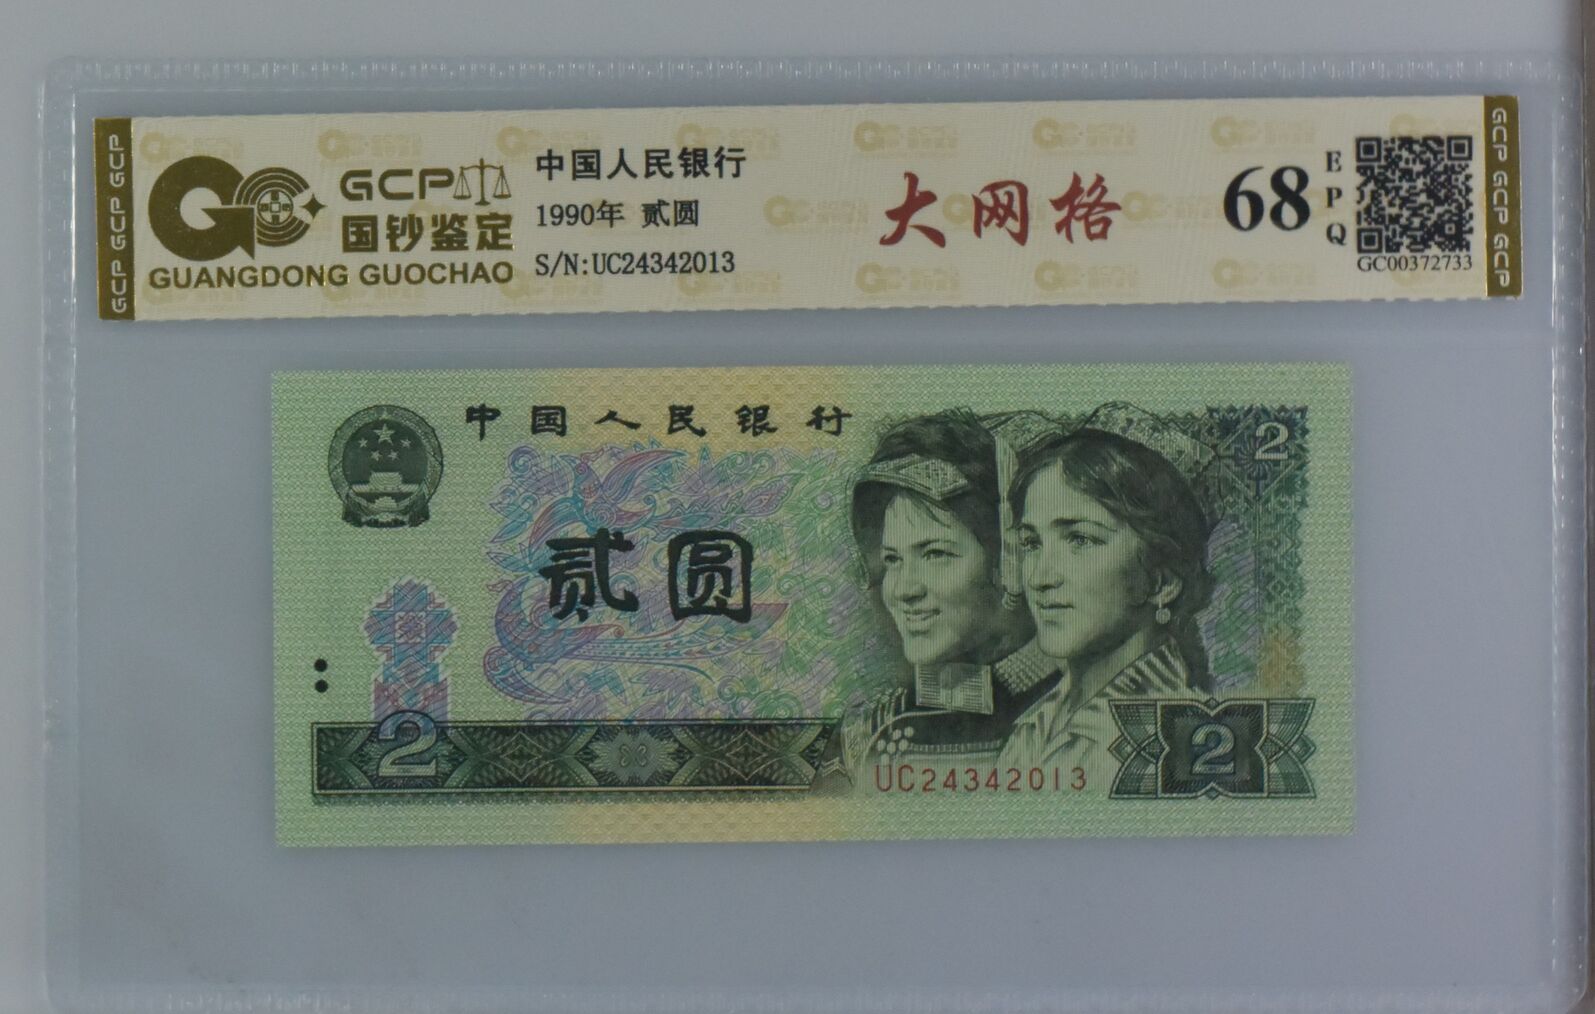 GCP GCP GCP
GCP
国钞鉴定
GUANGDONG GUOCHAO
中国人民银行
1990年 贰圆
S/N:UC24342013
大网格
68
EPQ
GC00372733
GCP GCP GCP
中国人民银行
2
贰圆
2
2
UC24342013